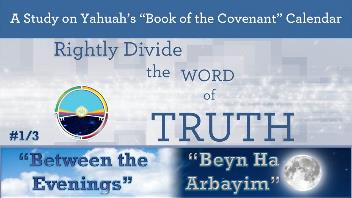 A Study on Yahuah's "Book of the Covenant" Calendar
Rightly Divide
the WORD
of
TRUTH
#1/3
"Between the
Evenings"
"Beyn Ha
Arbayim"